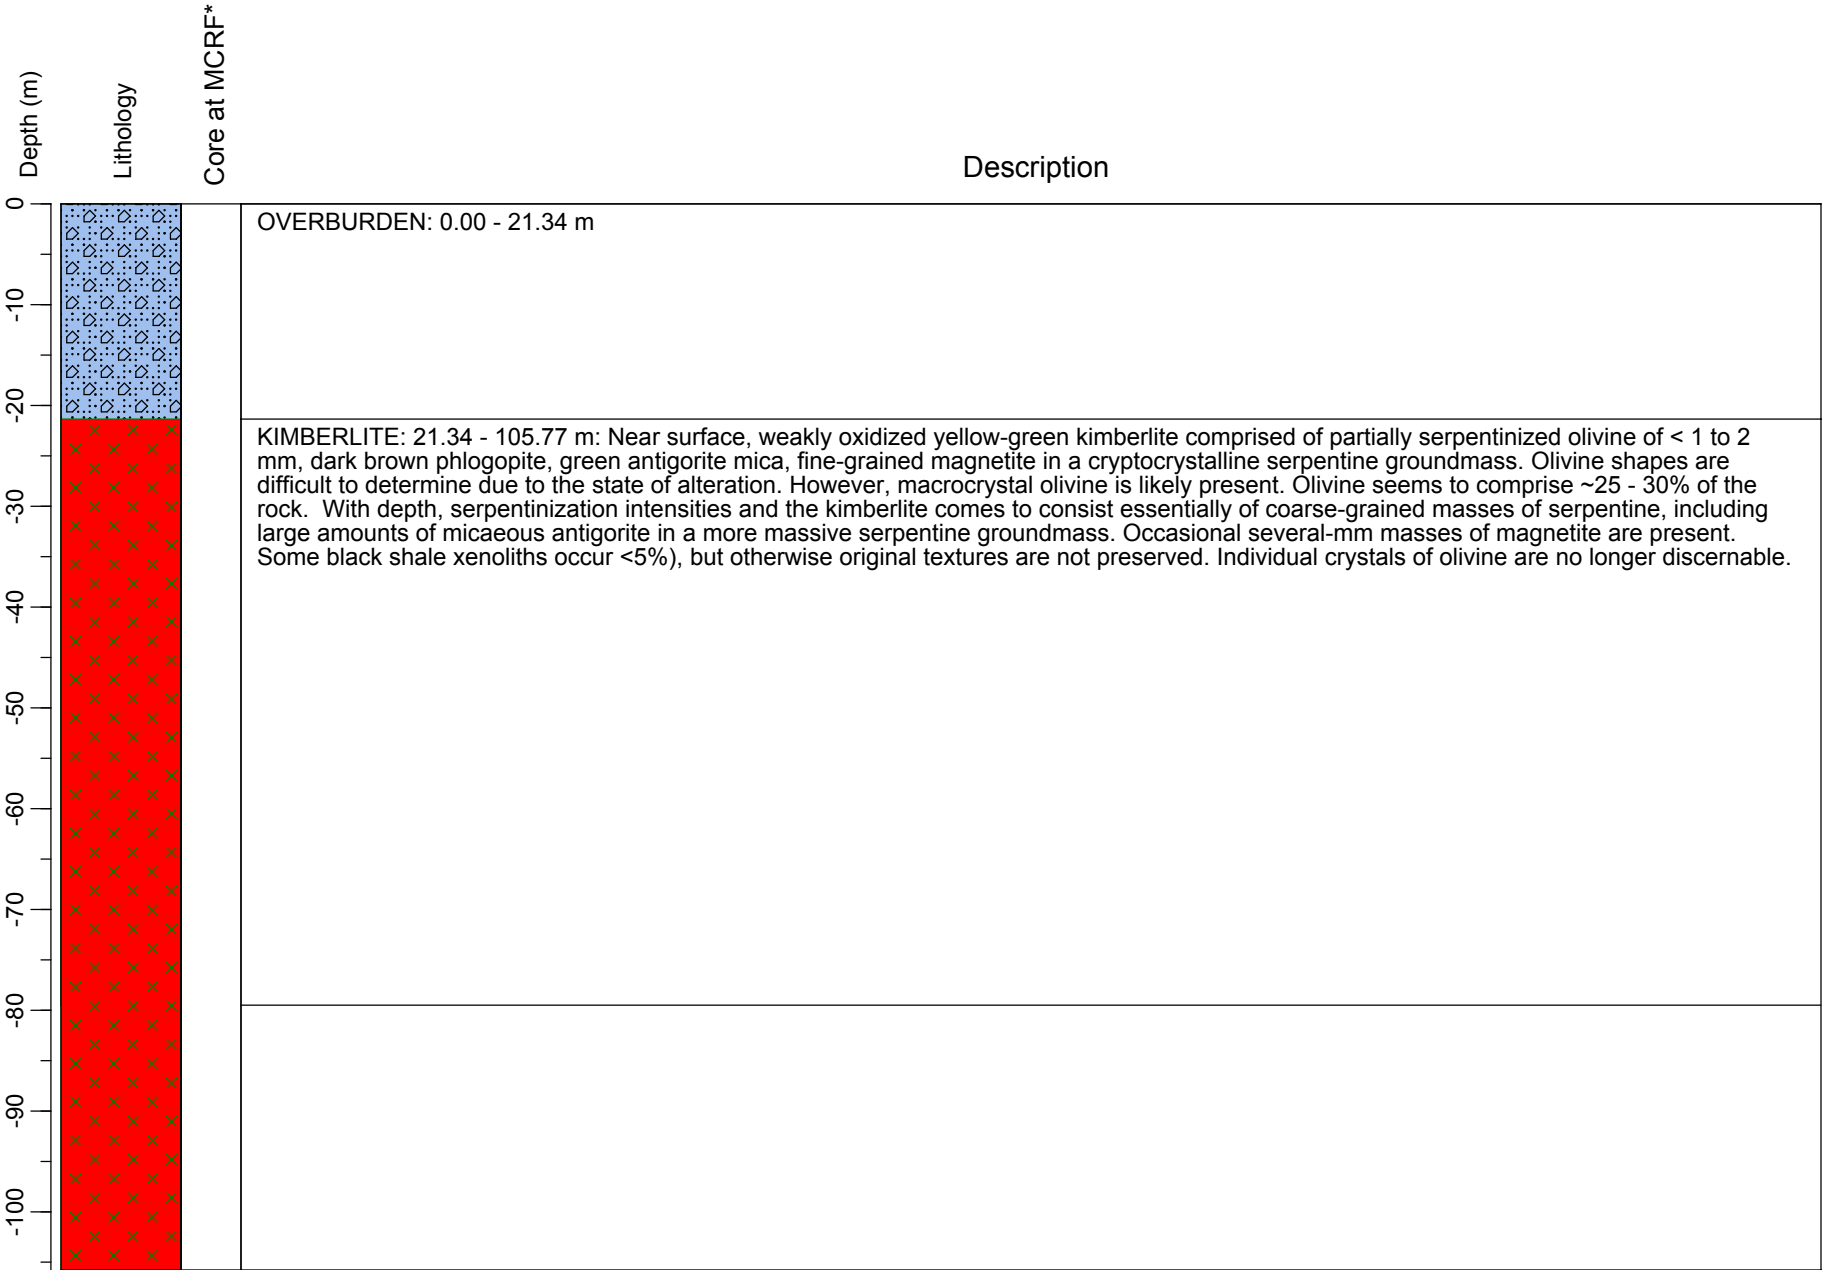 Depth (m)
Lithology
Core at MCRF*
Description
0
-10
-20
-30
-40
-50
-60
-70
-80
-90
-100
OVERBURDEN: 0.00 - 21.34 m
KIMBERLITE: 21.34 - 105.77 m: Near surface, weakly oxidized yellow-green kimberlite comprised of partially serpentinized olivine of < 1 to 2
mm, dark brown phlogopite, green antigorite mica, fine-grained magnetite in a cryptocrystalline serpentine groundmass. Olivine shapes are
difficult to determine due to the state of alteration. However, macrocrystal olivine is likely present. Olivine seems to comprise ~25 - 30% of the
rock.  With depth, serpentinization intensities and the kimberlite comes to consist essentially of coarse-grained masses of serpentine, including
large amounts of micaeous antigorite in a more massive serpentine groundmass. Occasional several-mm masses of magnetite are present.
Some black shale xenoliths occur <5%), but otherwise original textures are not preserved. Individual crystals of olivine are no longer discernable.